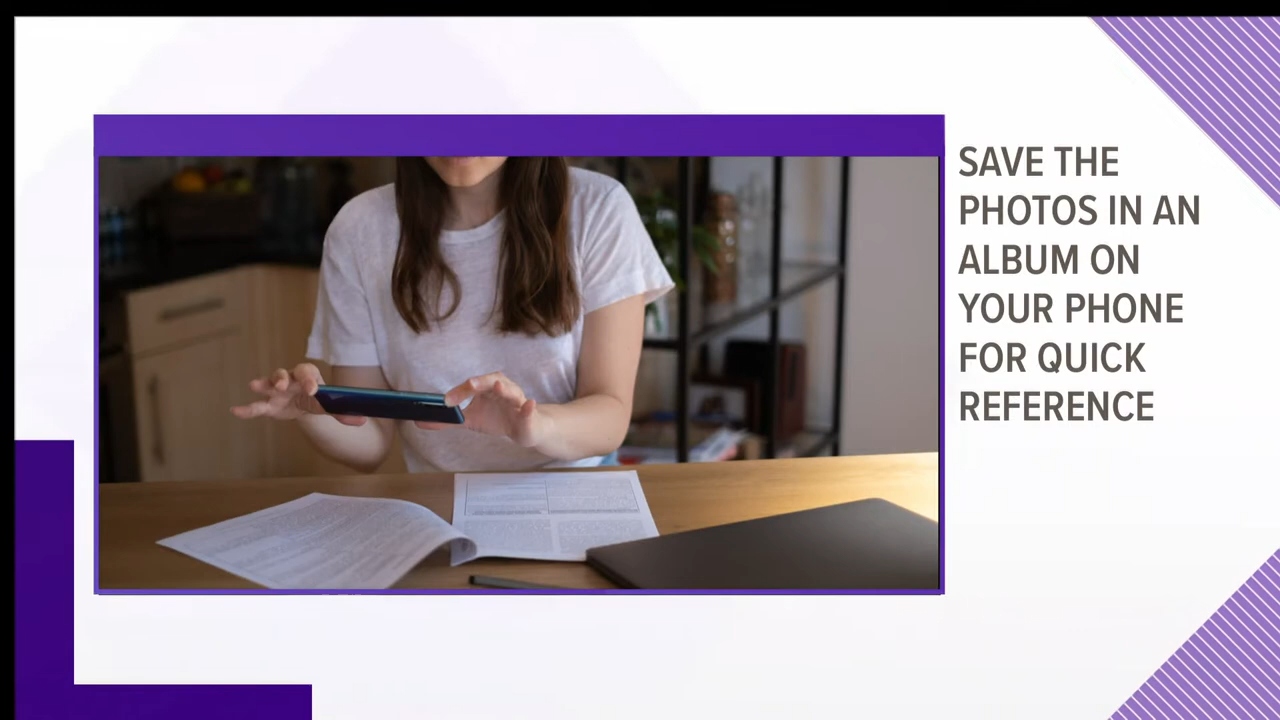 SAVE THE
PHOTOS IN AN
ALBUM ON
YOUR PHONE
FOR QUICK
REFERENCE